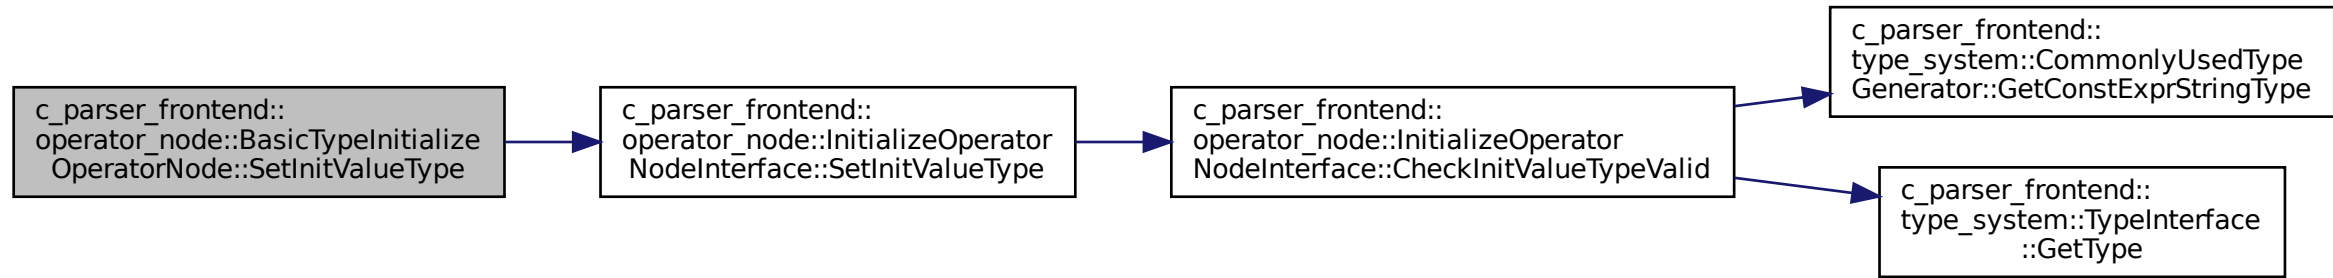 c_parser_frontend::
operator_node::BasicTypeInitialize
OperatorNode::SetInitValueType
c_parser_frontend::
operator_node::InitializeOperator
NodeInterface::SetInitValueType
c_parser_frontend::
operator_node::InitializeOperator
NodeInterface::CheckInitValueTypeValid
c_parser_frontend::
type_system::CommonlyUsedType
Generator::GetConstExprStringType
c_parser_frontend::
type_system::TypeInterface
::GetType